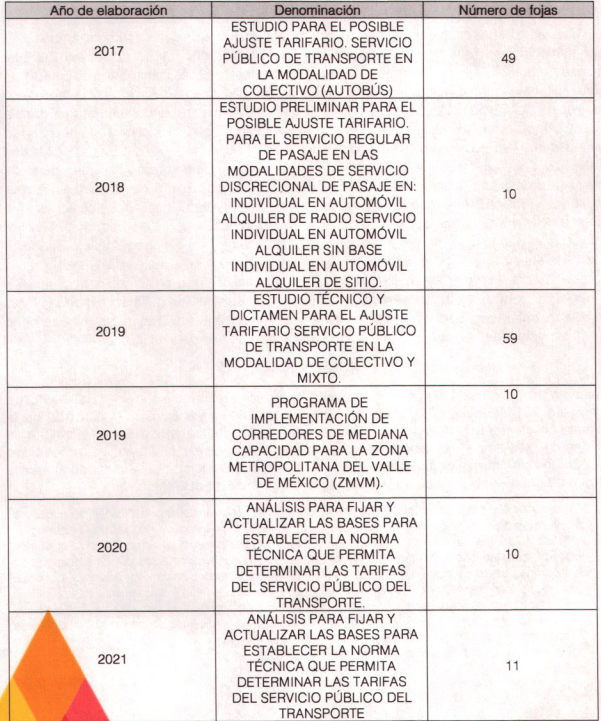 Año de elaboración Denominación Número de fojas
2017
ESTUDIO PARA EL POSIBLE
AJUSTE TARIFARIO. SERVICIO
PÚBLICO DE TRANSPORTE EN
LA MODALIDAD DE
COLECTIVO (AUTOBÚS)
49
2018
ESTUDIO PRELIMINAR PARA EL
POSIBLE AJUSTE TARIFARIO.
PARA EL SERVICIO REGULAR
DE PASAJE EN LAS
MODALIDADES DE SERVICIO
DISCRECIONAL DE PASAJE EN:
INDIVIDUAL EN AUTOMÓVIL
ALQUILER DE RADIO SERVICIO
INDIVIDUAL EN AUTOMÓVIL
ALQUILER SIN BASE
INDIVIDUAL EN AUTOMÓVIL
ALQUILER DE SITIO.
10
2019
ESTUDIO TÉCNICO Y
DICTAMEN PARA EL AJUSTE
TARIFARIO SERVICIO PÚBLICO
DE TRANSPORTE EN LA
MODALIDAD DE COLECTIVO Y
MIXTO.
59
2019
PROGRAMA DE
IMPLEMENTACIÓN DE
CORREDORES DE MEDIANA
CAPACIDAD PARA LA ZONA
METROPOLITANA DEL VALLE
DE MÉXICO (ZMVM).
10
2020
ANÁLISIS PARA FIJAR Y
ACTUALIZAR LAS BASES PARA
ESTABLECER LA NORMA
TÉCNICA QUE PERMITA
DETERMINAR LAS TARIFAS
DEL SERVICIO PÚBLICO DEL
TRANSPORTE.
10
2021
ANÁLISIS PARA FIJAR Y
ACTUALIZAR LAS BASES PARA
ESTABLECER LA NORMA
TÉCNICA QUE PERMITA
DETERMINAR LAS TARIFAS
DEL SERVICIO PÚBLICO DEL
TRANSPORTE
11